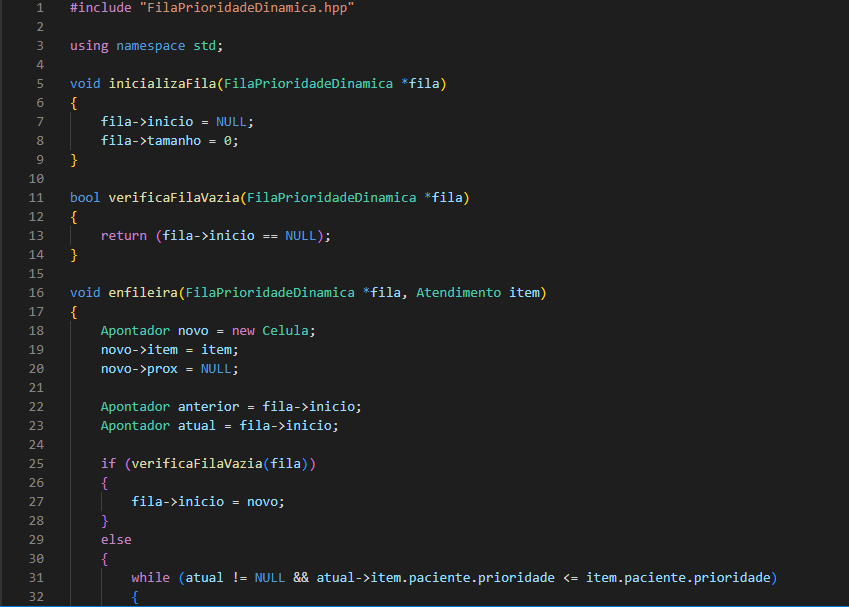 1 #include "FilaPrioridadeDinamica.hpp"
2
3 using namespace std;
4
5 void inicializaFila(FilaPrioridadeDinamica *fila)
6 {
7     fila->inicio = NULL;
8     fila->tamanho = 0;
9 }
10
11 bool verificaFilaVazia(FilaPrioridadeDinamica *fila)
12 {
13     return (fila->inicio == NULL);
14 }
15
16 void enfileira(FilaPrioridadeDinamica *fila, Atendimento item)
17 {
18     Apontador novo = new Celula;
19     novo->item = item;
20     novo->prox = NULL;
21
22     Apontador anterior = fila->inicio;
23     Apontador atual = fila->inicio;
24
25     if (verificaFilaVazia(fila))
26     {
27         fila->inicio = novo;
28     }
29     else
30     {
31         while (atual != NULL && atual->item.paciente.prioridade <= item.paciente.prioridade)
32         {